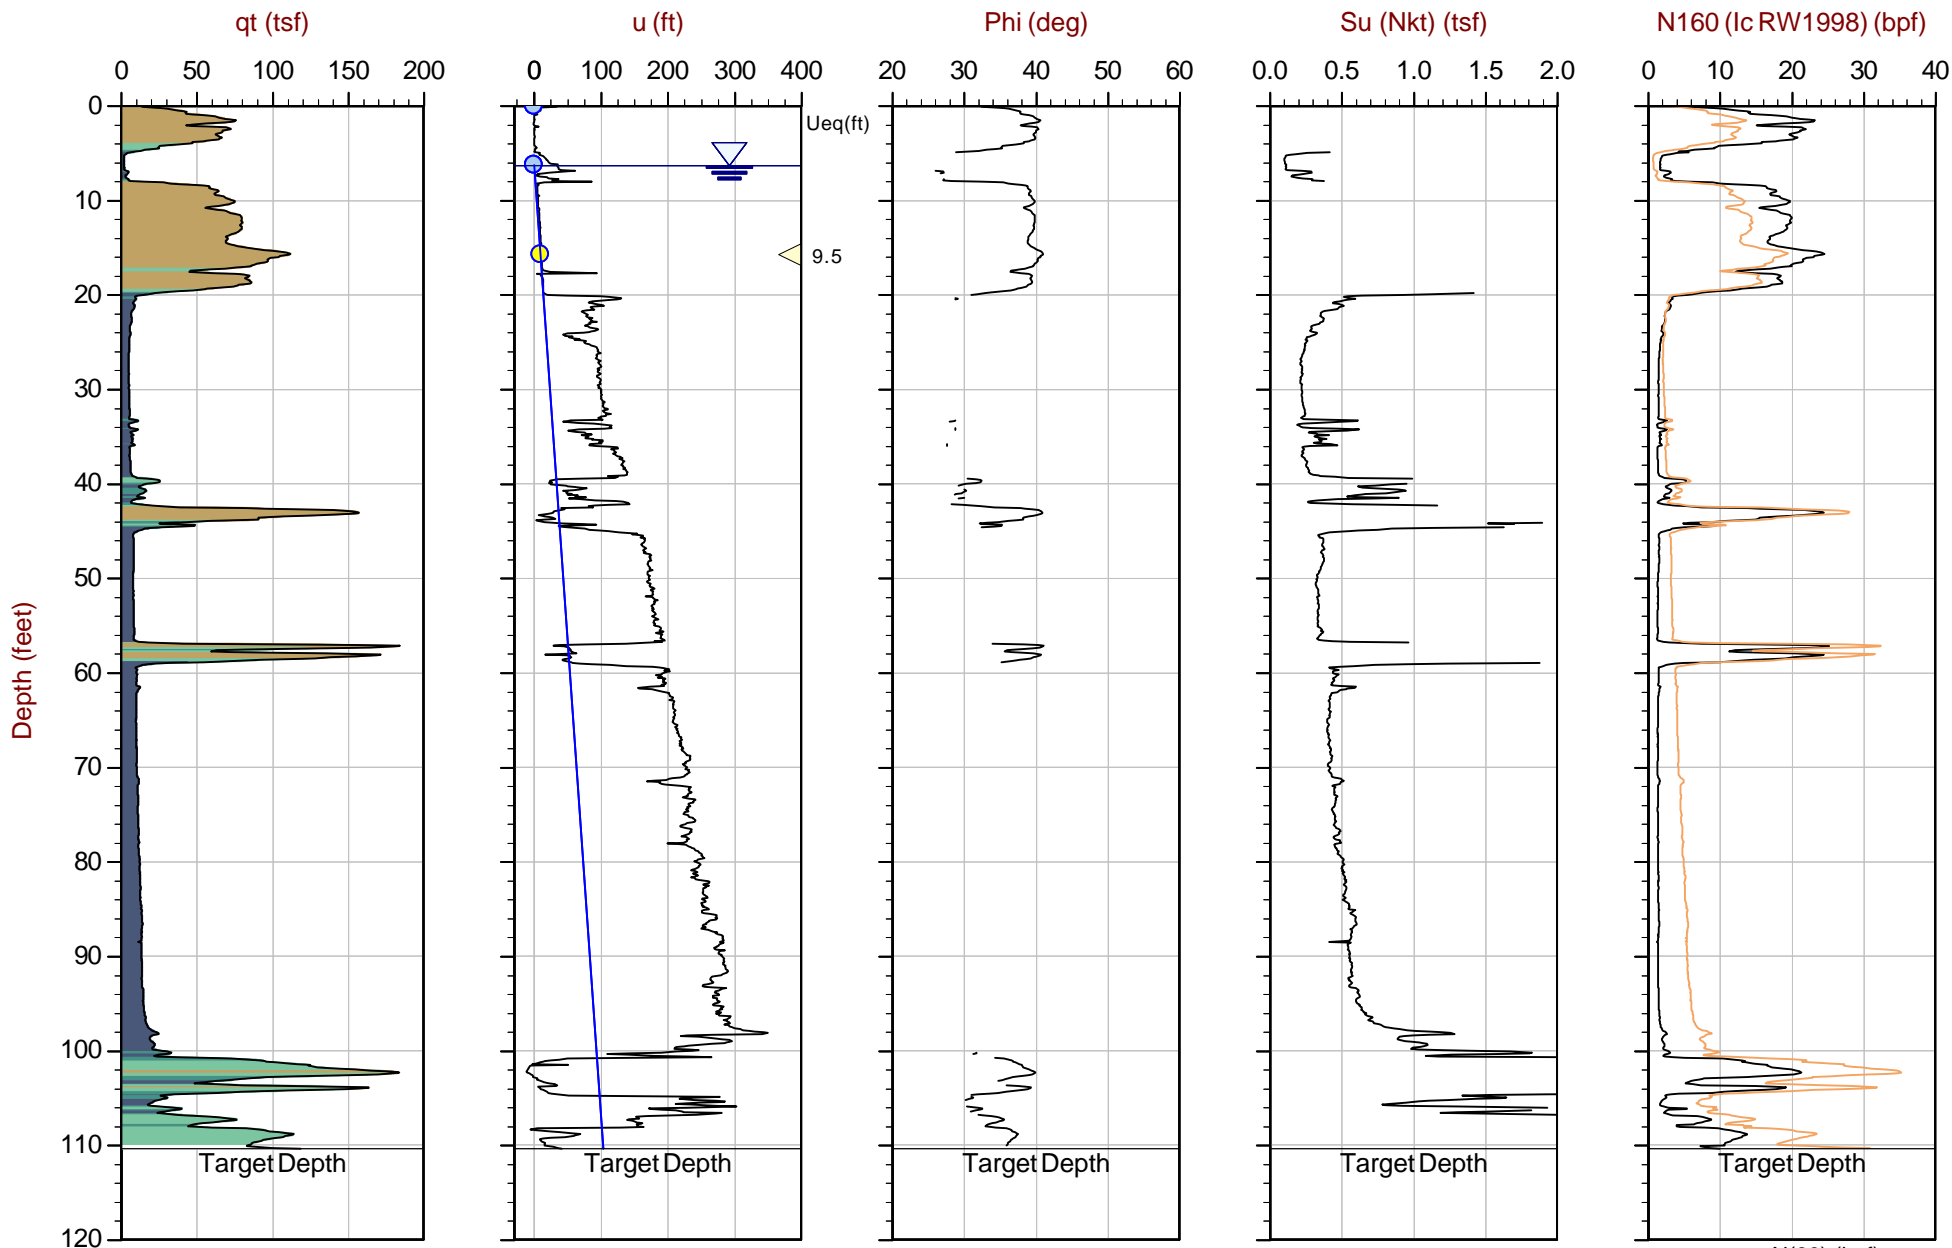 qt (tsf)
u (ft)
Phi (deg)
Su (Nkt) (tsf)
N160 (Ic RW1998) (bpf)
0 50 100 150 200
0 100 200 300 400
20 30 40 50 60
0.0 0.5 1.0 1.5 2.0
0 10 20 30 40
Depth (feet)
0
10
20
30
40
50
60
70
80
90
100
110
120
Ueq(ft)
9.5
Target Depth
Target Depth
Target Depth
Target Depth
Target Depth